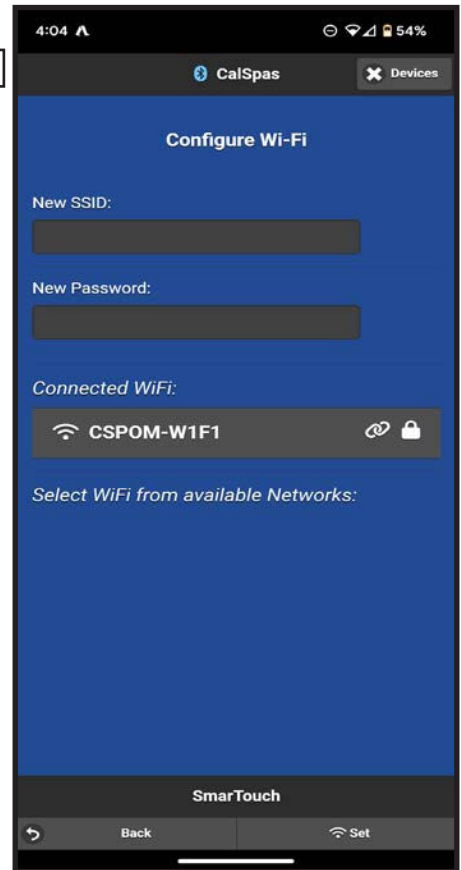 4:04 54%
CalSpas Devices
Configure Wi-Fi
New SSID:
New Password:
Connected WiFi:
CSPOM-W1F1
Select WiFi from available Networks:
SmarTouch
Back Set